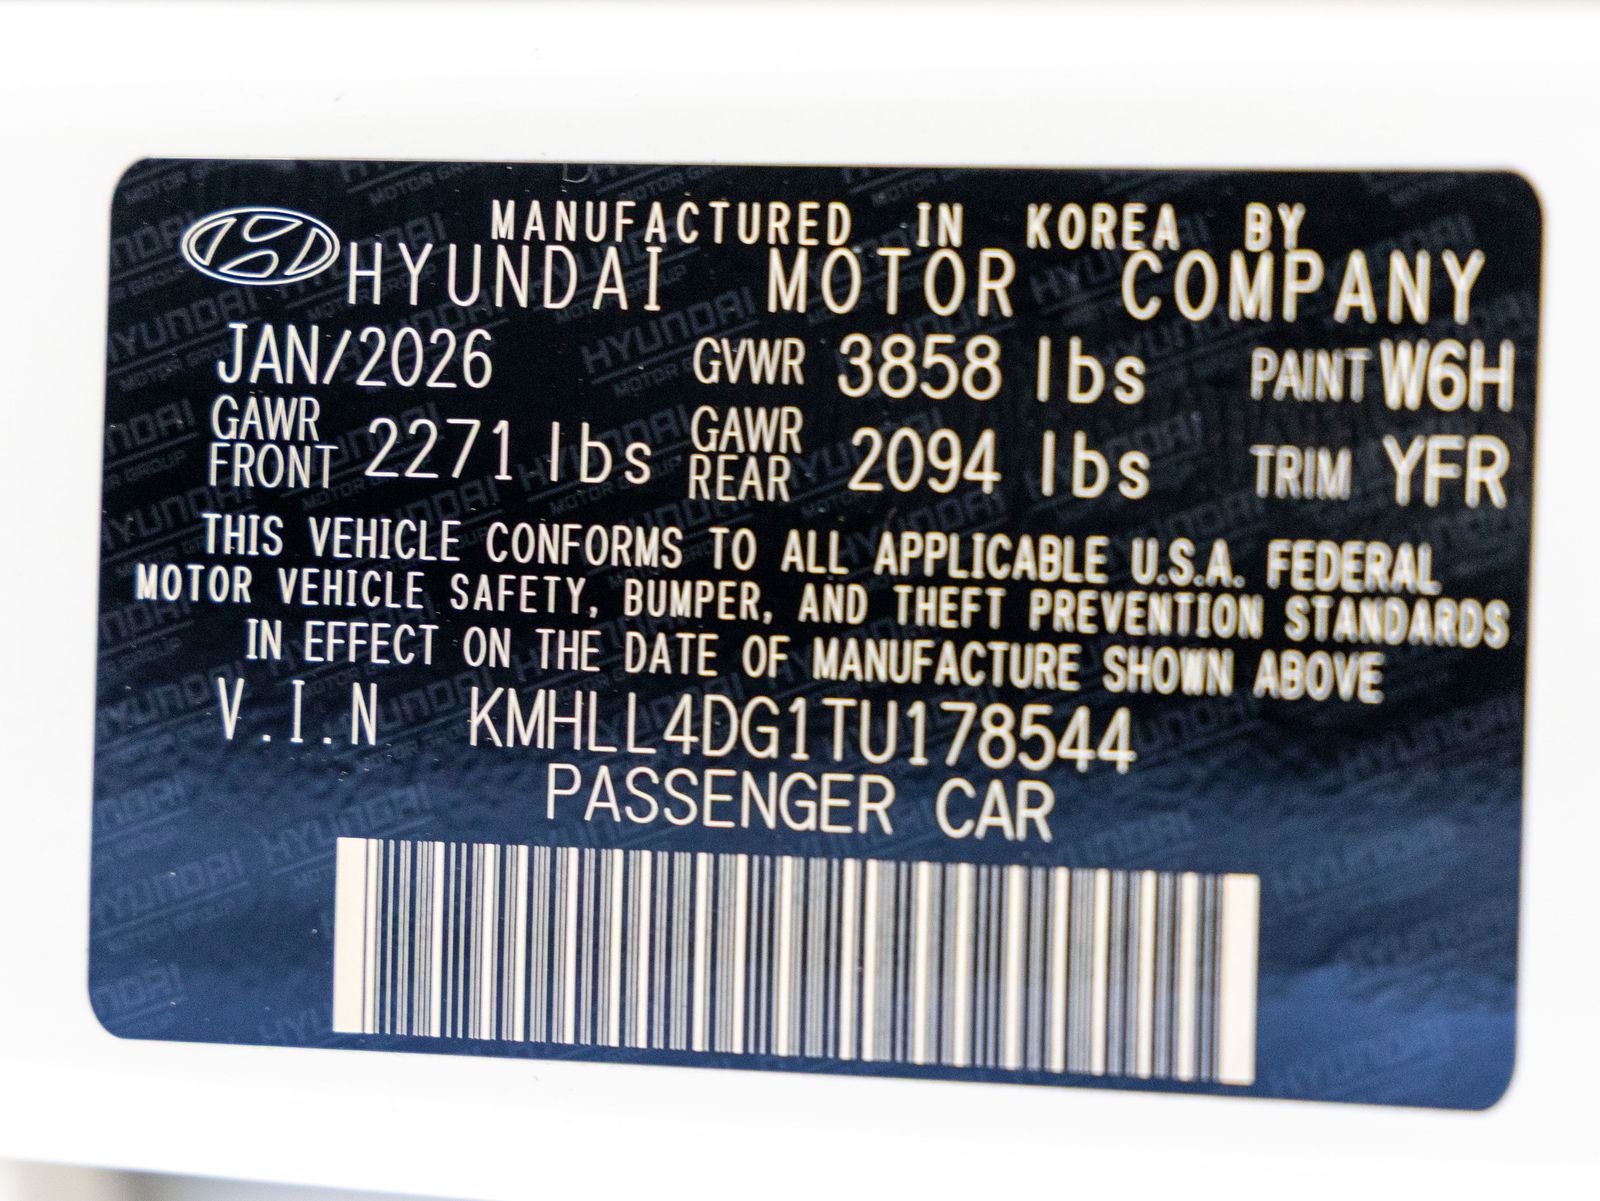 MANUFACTURED IN KOREA BY
HYUNDAI MOTOR COMPANY
JAN/2026 GVWR 3858 lbs PAINT W6H
GAWR FRONT 2271 lbs GAWR REAR 2094 lbs TRIM YFR
THIS VEHICLE CONFORMS TO ALL APPLICABLE U.S.A. FEDERAL
MOTOR VEHICLE SAFETY, BUMPER, AND THEFT PREVENTION STANDARDS
IN EFFECT ON THE DATE OF MANUFACTURE SHOWN ABOVE
V.I.N KMHLL4DG1TU178544
PASSENGER CAR